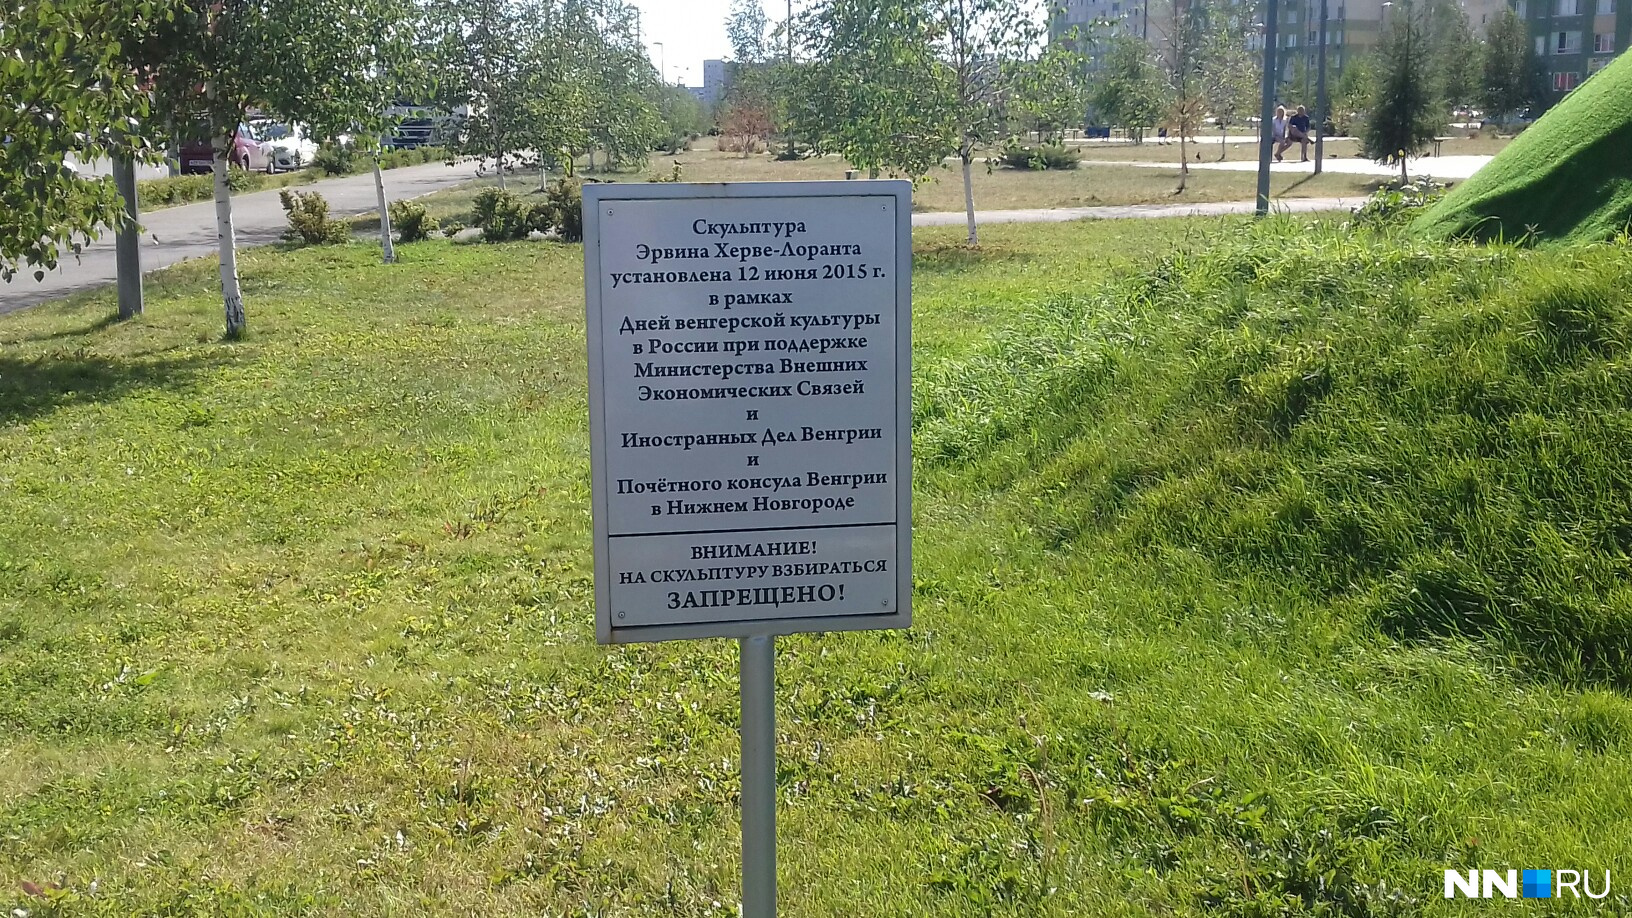 Скульптура
Эрвина Херве-Лоранта
установлена 12 июня 2015 г.
в рамках
Дней венгерской культуры
в России при поддержке
Министерства Внешних
Экономических Связей
и
Иностранных Дел Венгрии
и
Почётного консула Венгрии
в Нижнем Новгороде
ВНИМАНИЕ!
НА СКУЛЬПТУРУ ВЗБИРАТЬСЯ
ЗАПРЕЩЕНО!
NN RU